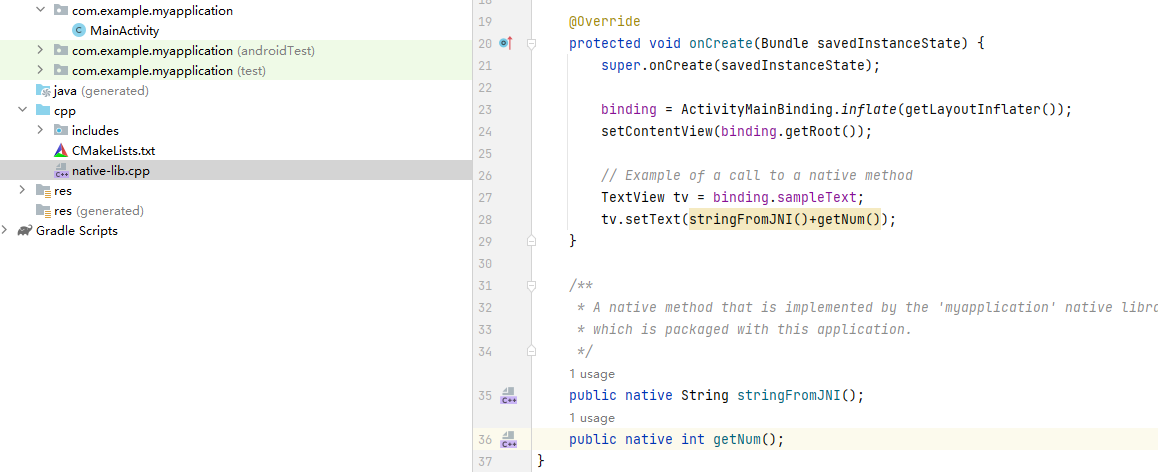 com.example.myapplication
MainActivity
com.example.myapplication (androidTest)
com.example.myapplication (test)
java (generated)
cpp
includes
CMakeLists.txt
native-lib.cpp
res
res (generated)
Gradle Scripts
19 @Override
20 protected void onCreate(Bundle savedInstanceState) {
21 super.onCreate(savedInstanceState);
22
23 binding = ActivityMainBinding.inflate(getLayoutInflater());
24 setContentView(binding.getRoot());
25
26 // Example of a call to a native method
27 TextView tv = binding.sampleText;
28 tv.setText(stringFromJNI()+getNum());
29 }
30
31 /**
32 * A native method that is implemented by the 'myapplication' native
33 * which is packaged with this application.
34 */
1 usage
35 public native String stringFromJNI();
1 usage
36 public native int getNum();
37 }